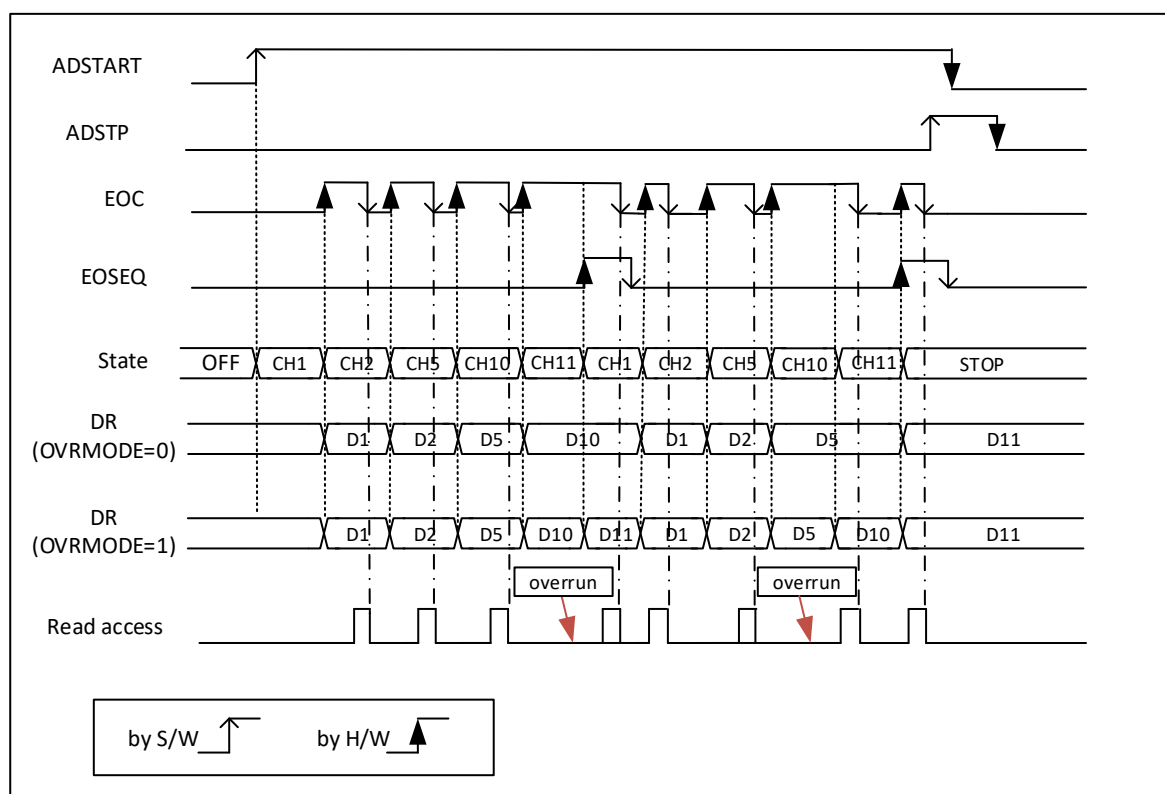 ADSTART
ADSTP
EOC
EOSEQ
State OFF CH1 CH2 CH5 CH10 CH11 CH1 CH2 CH5 CH10 CH11 STOP
DR
(OVRMODE=0) D1 D2 D5 D10 D1 D2 D5 D11
DR
(OVRMODE=1) D1 D2 D5 D10 D11 D1 D2 D5 D10 D11
overrun overrun
Read access
by S/W by H/W